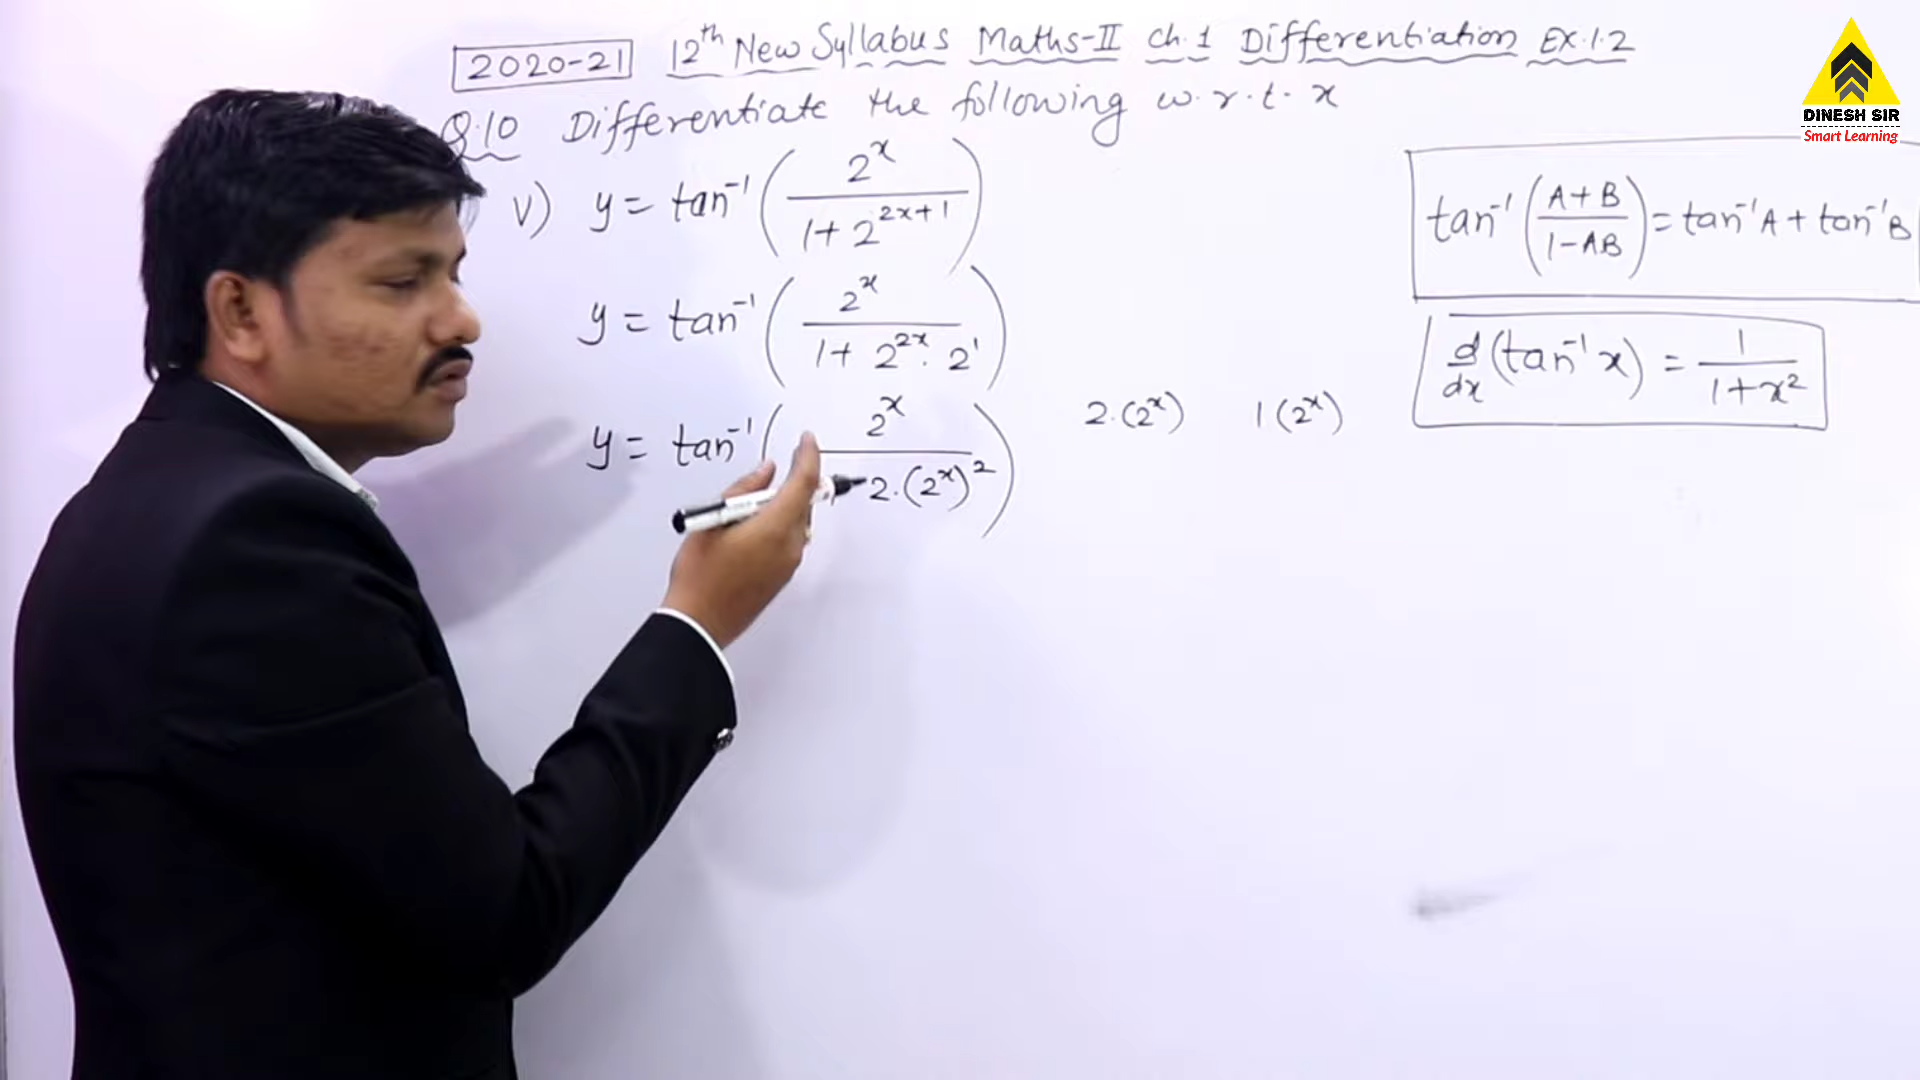 2020-21 12th New Syllabus Maths-II Ch.1 Differentiation Ex.1.2
DINESH SIR
Smart Learning
Q.10 Differentiate the following w.r.t. x
v) y = tan⁻¹ (2^x / 1+2^(2x+1))
tan⁻¹ (A+B / 1-AB) = tan⁻¹A + tan⁻¹B
y = tan⁻¹ (2^x / 1+ 2^(2x) . 2^1)
d/dx (tan⁻¹ x) = 1 / 1+x²
y = tan⁻¹ (2^x / 2.(2^x)²) 2.(2^x) 1(2^x)